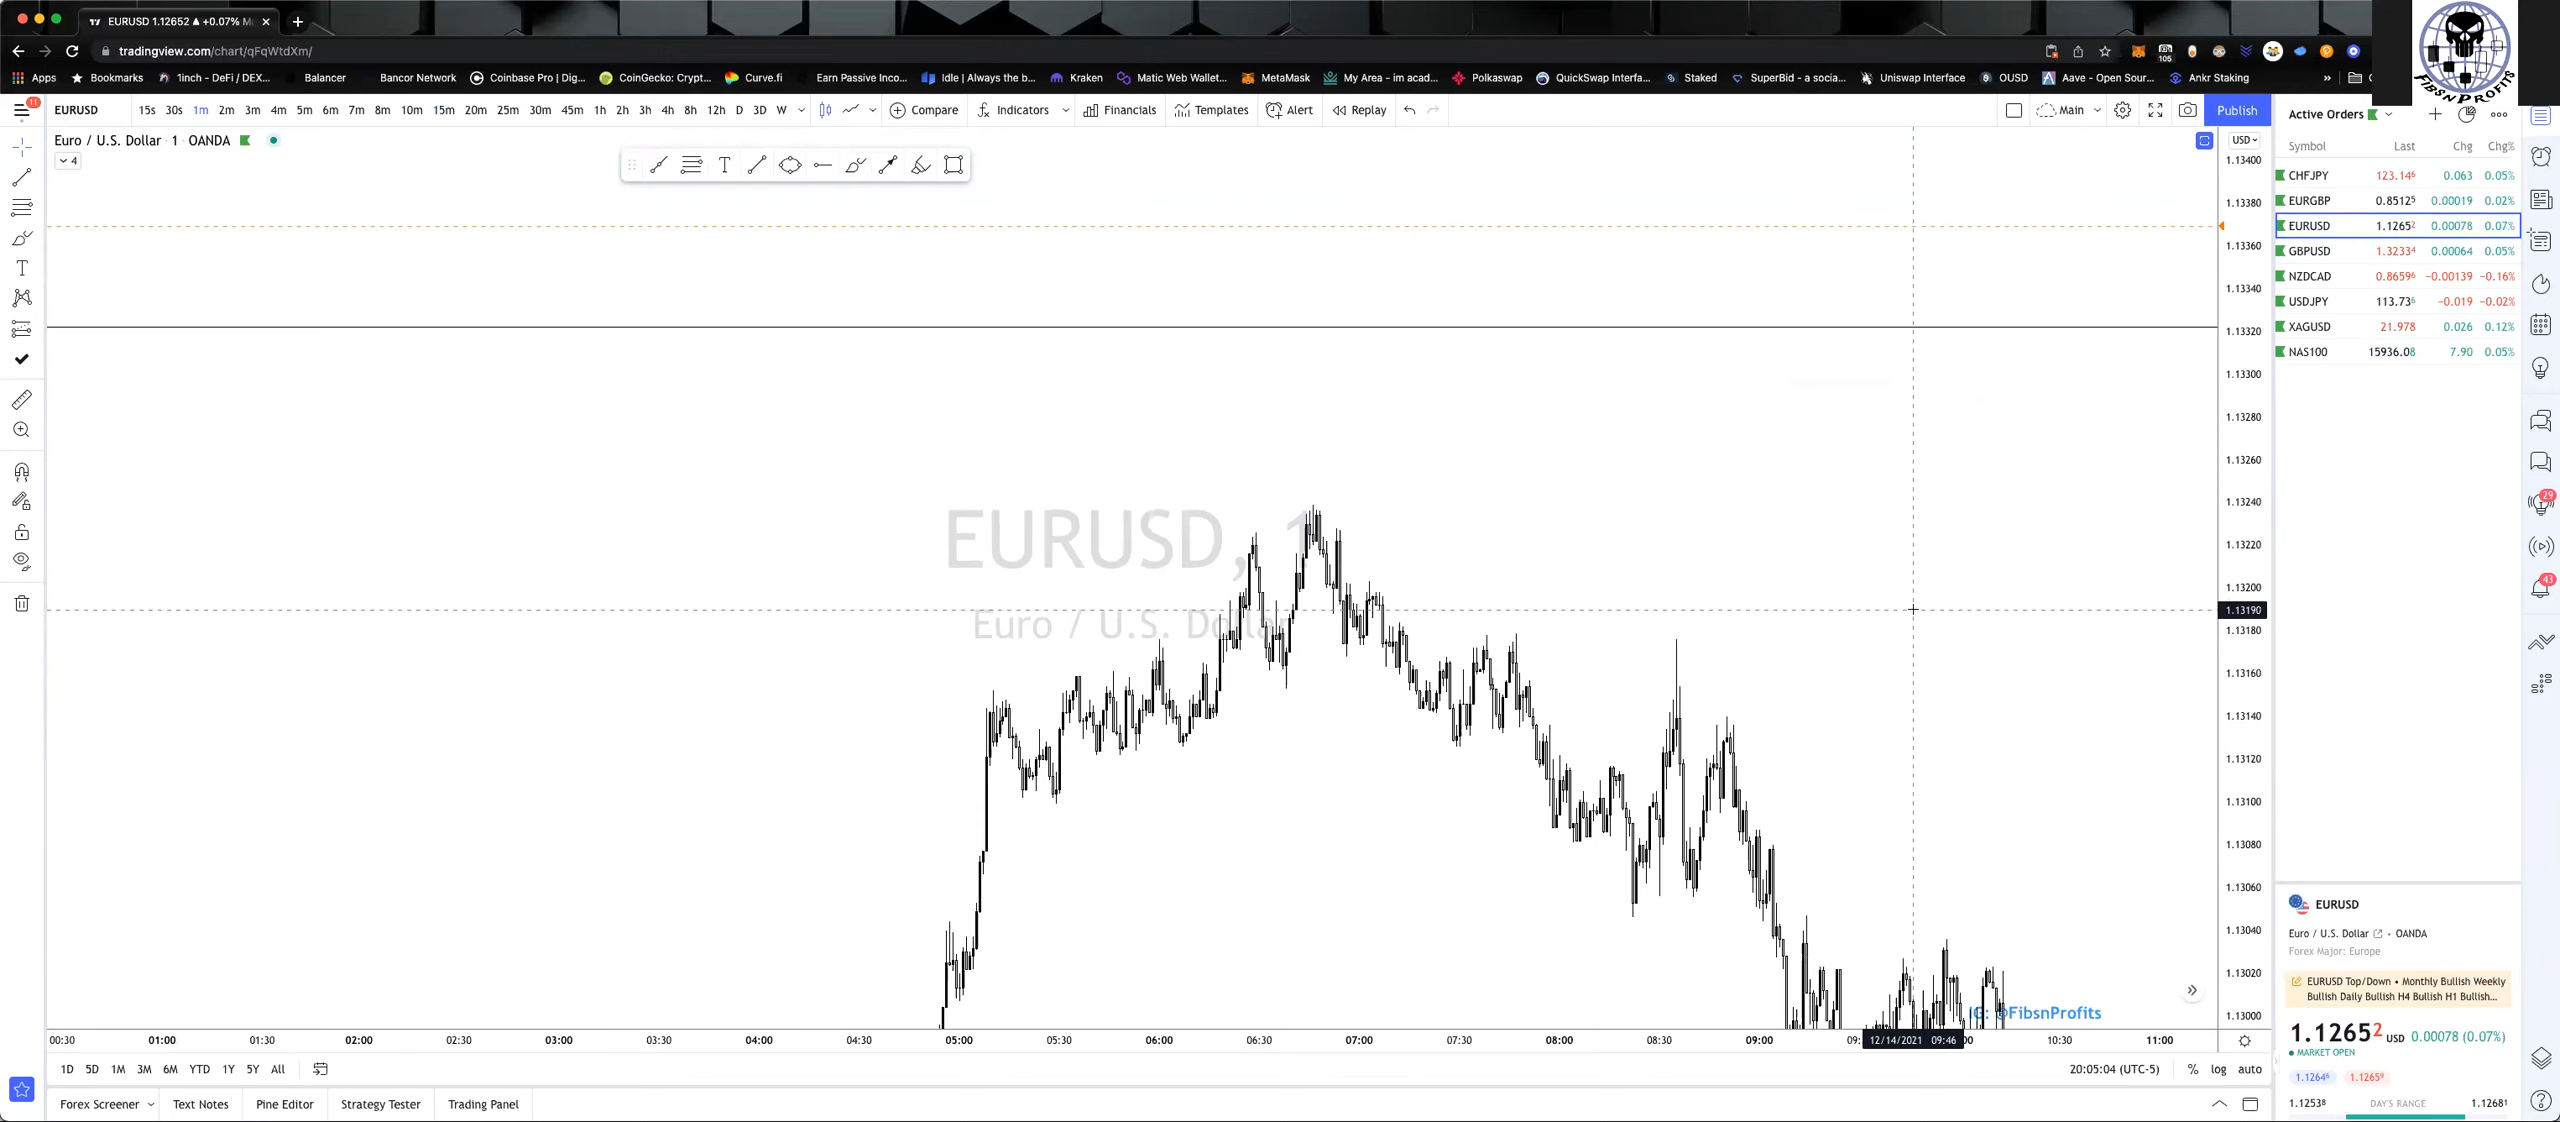 EURUSD 1.12652 ▲ +0.07% M
tradingview.com/chart/qFqWtdXm/
105
Apps Bookmarks 1inch - DeFi / DEX... Balancer Bancor Network Coinbase Pro | Dig... CoinGecko: Crypt... Curve.fi Earn Passive Inco... Idle | Always the b... Kraken Matic Web Wallet... MetaMask My Area - im acad... Polkaswap QuickSwap Interfa... Staked SuperBid - a socia... Uniswap Interface OUSD Aave - Open Sour... Ankr Staking »
FIBSNPROFITS
11
EURUSD 15s 30s 1m 2m 3m 4m 5m 6m 7m 8m 10m 15m 20m 25m 30m 45m 1h 2h 3h 4h 8h 12h D 3D W Compare Indicators Financials Templates Alert Replay Main Publish
Euro / U.S. Dollar · 1 · OANDA
4
USD
1.13400
1.13380
1.13360
1.13340
1.13320
1.13300
1.13280
1.13260
1.13240
1.13220
1.13200
1.13190
1.13180
1.13160
1.13140
1.13120
1.13100
1.13080
1.13060
1.13040
1.13020
1.13000
EURUSD, 1
Euro / U.S. Dollar
IG: @FibsnProfits
00:30 01:00 01:30 02:00 02:30 03:00 03:30 04:00 04:30 05:00 05:30 06:00 06:30 07:00 07:30 08:00 08:30 09:00 12/14/2021 09:46 10:30 11:00
1D 5D 1M 3M 6M YTD 1Y 5Y All 20:05:04 (UTC-5) % log auto
Forex Screener Text Notes Pine Editor Strategy Tester Trading Panel
Active Orders
Symbol Last Chg Chg%
CHFJPY 123.146 0.063 0.05%
EURGBP 0.85125 0.00019 0.02%
EURUSD 1.12652 0.00078 0.07%
GBPUSD 1.32334 0.00064 0.05%
NZDCAD 0.86596 −0.00139 −0.16%
USDJPY 113.736 −0.019 −0.02%
XAGUSD 21.978 0.026 0.12%
NAS100 15936.08 7.90 0.05%
29
43
EURUSD
Euro / U.S. Dollar • OANDA
Forex Major: Europe
EURUSD Top/Down • Monthly Bullish Weekly
Bullish Daily Bullish H4 Bullish H1 Bullish...
1.12652 USD 0.00078 (0.07%)
MARKET OPEN
1.12646 1.12659
1.12538 DAY'S RANGE 1.12681